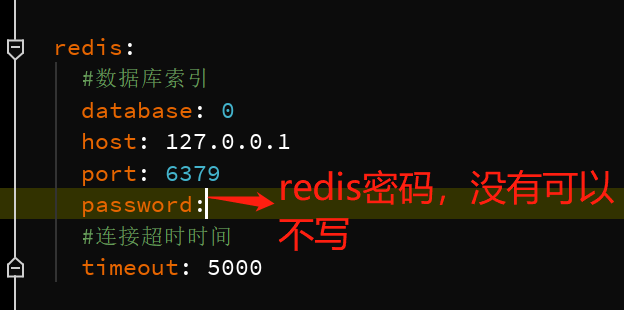 redis:
#数据库索引
database: 0
host: 127.0.0.1
port: 6379
password:
redis密码，没有可以
不写
#连接超时时间
timeout: 5000